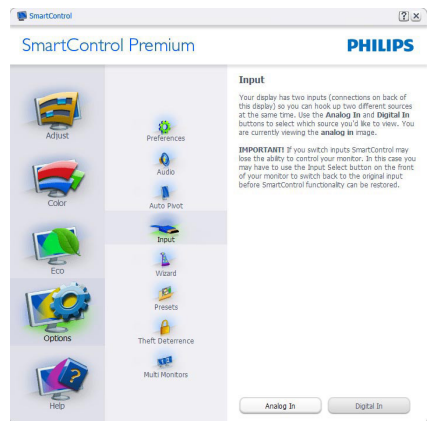 SmartControl
? ×
SmartControl Premium
PHILIPS
Adjust
Color
Eco
Options
Help
Preferences
Audio
Auto Pivot
Input
Wizard
Presets
Theft Deterrence
Multi Monitors
Input
Your display has two inputs (connections on back of
this display) so you can hook up two different sources
at the same time. Use the Analog In and Digital In
buttons to select which source you'd like to view. You
are currently viewing the analog in image.
IMPORTANT! If you switch inputs SmartControl may
lose the ability to control your monitor. In this case you
may have to use the Input Select button on the front
of your monitor to switch back to the original input
before SmartControl functionality can be restored.
Analog In
Digital In